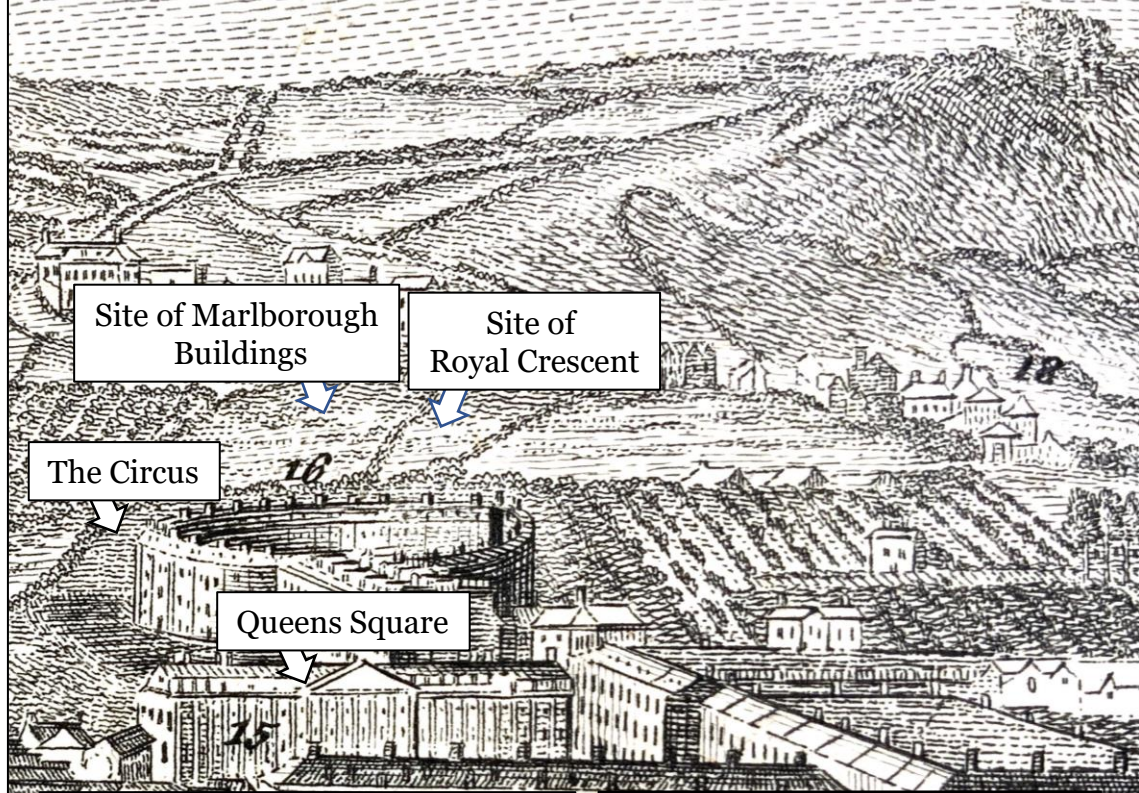 Site of Marlborough
Buildings
Site of
Royal Crescent
18
The Circus
16
Queens Square
15